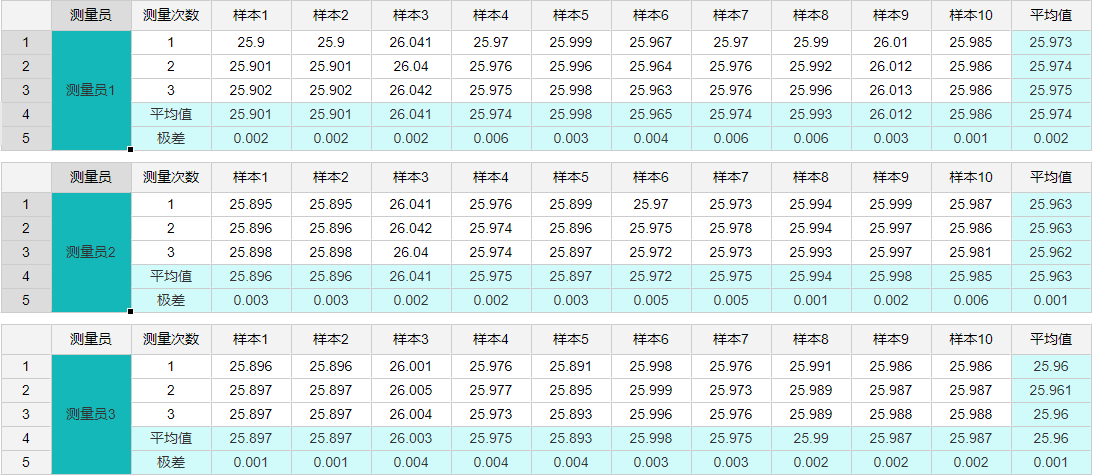 测量员 测量次数 样本1 样本2 样本3 样本4 样本5 样本6 样本7 样本8 样本9 样本10 平均值
1 1 25.9 25.9 26.041 25.97 25.999 25.967 25.97 25.99 26.01 25.985 25.973
2 2 25.901 25.901 26.04 25.976 25.996 25.964 25.976 25.992 26.012 25.986 25.974
3 测量员1 3 25.902 25.902 26.042 25.975 25.998 25.963 25.976 25.996 26.013 25.986 25.975
4 平均值 25.901 25.901 26.041 25.974 25.998 25.965 25.974 25.993 26.012 25.986 25.974
5 极差 0.002 0.002 0.002 0.006 0.003 0.004 0.006 0.006 0.003 0.001 0.002
测量员 测量次数 样本1 样本2 样本3 样本4 样本5 样本6 样本7 样本8 样本9 样本10 平均值
1 1 25.895 25.895 26.041 25.976 25.899 25.97 25.973 25.994 25.999 25.987 25.963
2 2 25.896 25.896 26.042 25.974 25.896 25.975 25.978 25.994 25.997 25.986 25.963
3 测量员2 3 25.898 25.898 26.04 25.974 25.897 25.972 25.973 25.993 25.997 25.981 25.962
4 平均值 25.896 25.896 26.041 25.975 25.897 25.972 25.975 25.994 25.998 25.985 25.963
5 极差 0.003 0.003 0.002 0.002 0.003 0.005 0.005 0.001 0.002 0.006 0.001
测量员 测量次数 样本1 样本2 样本3 样本4 样本5 样本6 样本7 样本8 样本9 样本10 平均值
1 1 25.896 25.896 26.001 25.976 25.891 25.998 25.976 25.991 25.986 25.986 25.96
2 2 25.897 25.897 26.005 25.977 25.895 25.999 25.973 25.989 25.987 25.987 25.961
3 测量员3 3 25.897 25.897 26.004 25.973 25.893 25.996 25.976 25.989 25.988 25.988 25.96
4 平均值 25.897 25.897 26.003 25.975 25.893 25.998 25.975 25.99 25.987 25.987 25.96
5 极差 0.001 0.001 0.004 0.004 0.004 0.003 0.003 0.002 0.002 0.002 0.001